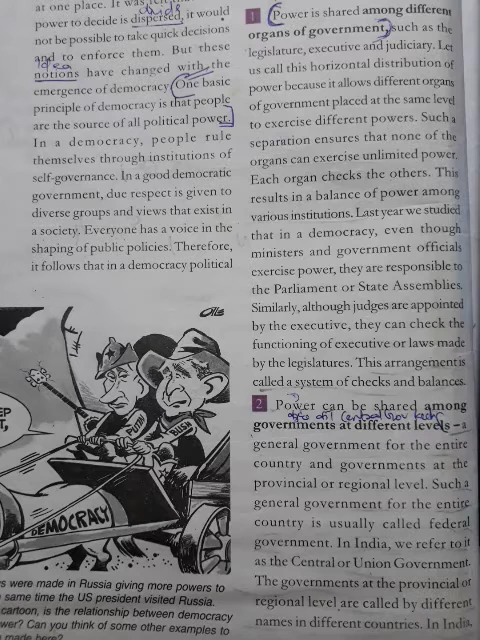 at one place. It was felt that
divide
power to decide is dispersed, it would
not be possible to take quick decisions
and to enforce them. But these
idea
notions have changed with the
emergence of democracy. One basic
principle of democracy is that people
are the source of all political power.
In a democracy, people rule
themselves through institutions of
self-governance. In a good democratic
government, due respect is given to
diverse groups and views that exist in
a society. Everyone has a voice in the
shaping of public policies. Therefore,
it follows that in a democracy political
OLLE
EP
T,
PUTIN
BUSH
DEMOCRACY
s were made in Russia giving more powers to
same time the US president visited Russia.
cartoon, is the relationship between democracy
wer? Can you think of some other examples to
made here?
1 Power is shared among different
organs of government, such as the
legislature, executive and judiciary. Let
us call this horizontal distribution of
power because it allows different organs
of government placed at the same level
to exercise different powers. Such a
separation ensures that none of the
organs can exercise unlimited power.
Each organ checks the others. This
results in a balance of power among
various institutions. Last year we studied
that in a democracy, even though
ministers and government officials
exercise power, they are responsible to
the Parliament or State Assemblies.
Similarly, although judges are appointed
by the executive, they can check the
functioning of executive or laws made
by the legislatures. This arrangement is
called a system of checks and balances.
2 Power can be shared among
governments at different levels – a
general government for the entire
country and governments at the
provincial or regional level. Such a
general government for the entire
country is usually called federal
government. In India, we refer to it
as the Central or Union Government.
The governments at the provincial or
regional level are called by different
names in different countries. In India,